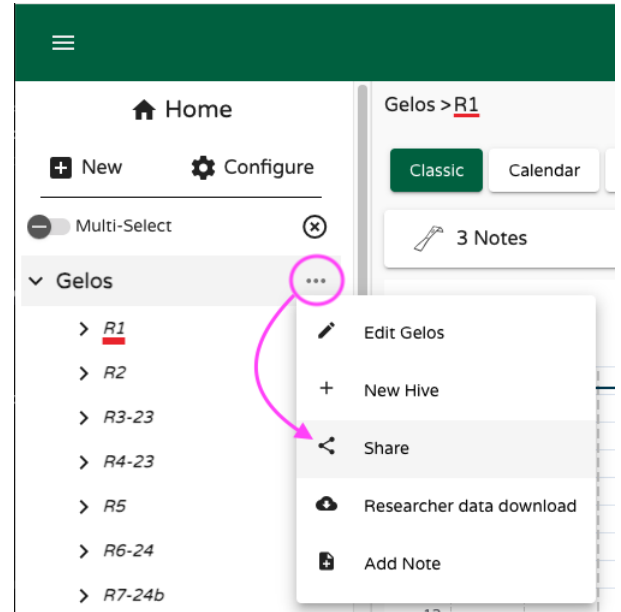 Home
New
Configure
Multi-Select
Gelos
R1
R2
R3-23
R4-23
R5
R6-24
R7-24b
Gelos > R1
Classic
Calendar
3 Notes
Edit Gelos
New Hive
Share
Researcher data download
Add Note